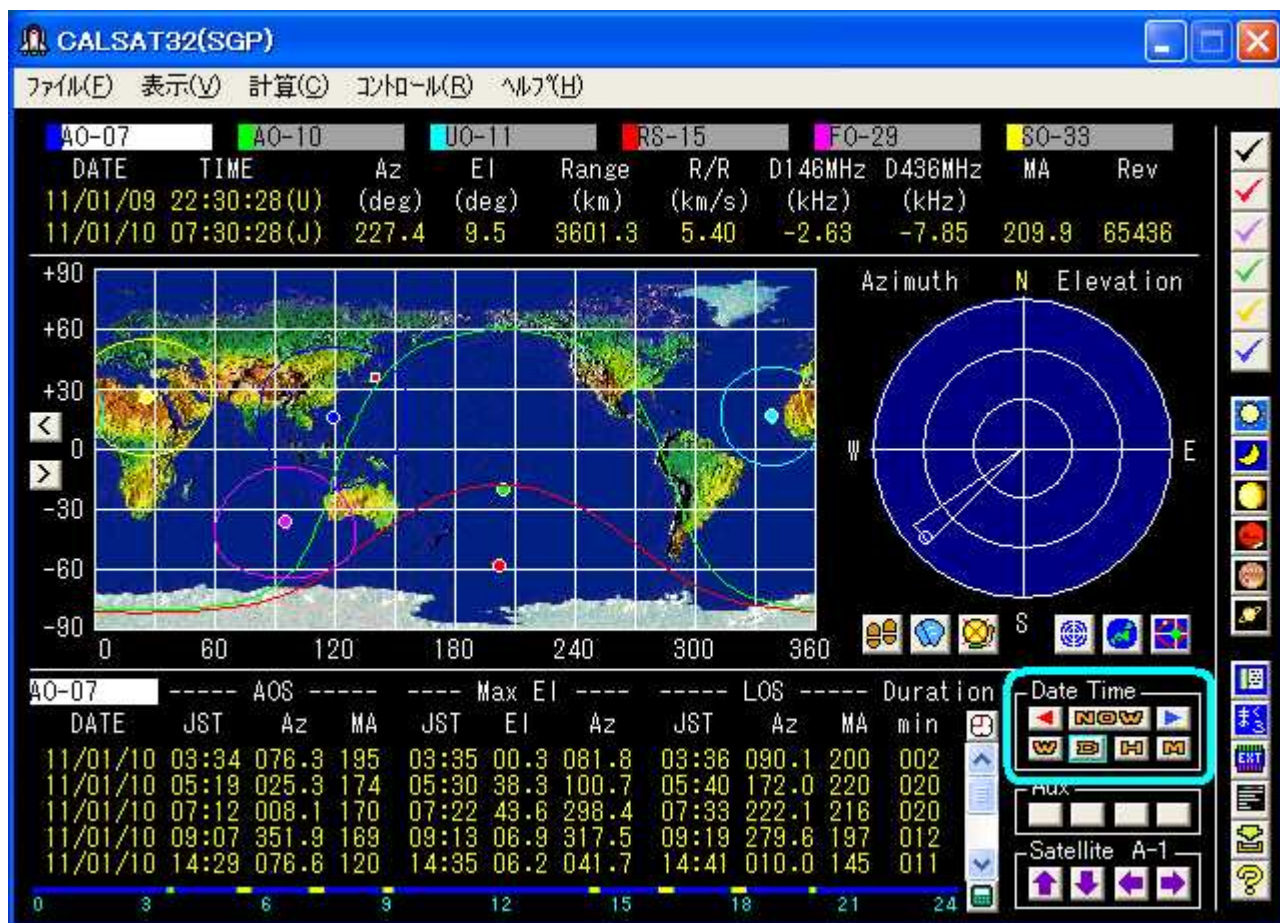 CALSAT32(SGP)
ファイル(F) 表示(V) 計算(C) コントロール(R) ヘルプ(H)
AO-07 AO-10 UO-11 RS-15 FO-29 SO-33
DATE TIME Az El Range R/R D146MHz D436MHz MA Rev
(deg) (deg) (km) (km/s) (kHz) (kHz)
11/01/09 22:30:28(U)
11/01/10 07:30:28(J) 227.4 9.5 3601.3 5.40 -2.63 -7.85 209.9 65436
+90
+60
+30
0
-30
-60
-90
0 60 120 180 240 300 360
< 
>
Azimuth N Elevation
W E
S
AO-07 ----- AOS ----- ---- Max El ---- ----- LOS ----- Duration
DATE JST Az MA JST El Az JST Az MA min
11/01/10 03:34 076.3 195 03:35 00.3 081.8 03:36 090.1 200 002
11/01/10 05:19 025.3 174 05:30 38.3 100.7 05:40 172.0 220 020
11/01/10 07:12 008.1 170 07:22 43.6 298.4 07:33 222.1 216 020
11/01/10 09:07 351.9 169 09:13 06.9 317.5 09:19 279.6 197 012
11/01/10 14:29 076.6 120 14:35 06.2 041.7 14:41 010.0 145 011
0 3 6 9 12 15 18 21 24
Date Time
NOW
W D H M
Aux
Satellite A-1
まくろ
EXT
?